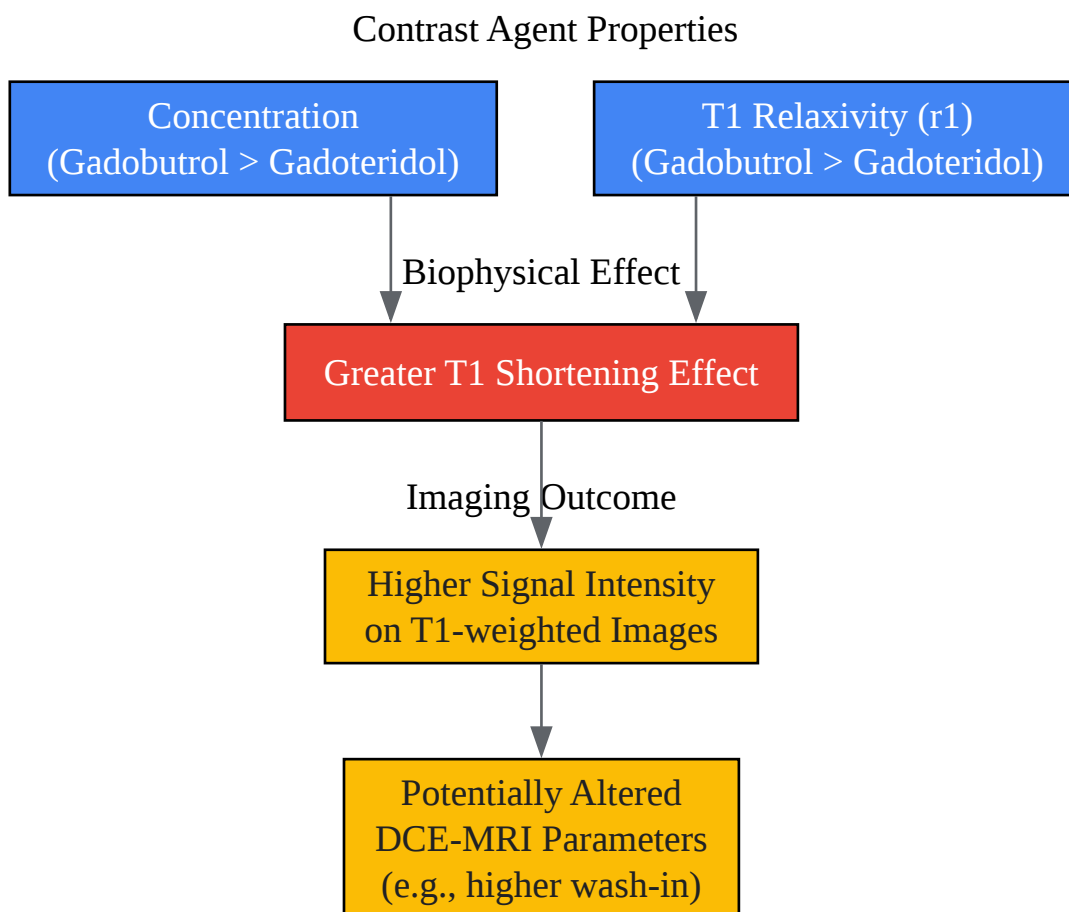 Contrast Agent Properties
Concentration
(Gadobutrol > Gadoteridol)
T1 Relaxivity (r1)
(Gadobutrol > Gadoteridol)
Biophysical Effect
Greater T1 Shortening Effect
Imaging Outcome
Higher Signal Intensity
on T1-weighted Images
Potentially Altered
DCE-MRI Parameters
(e.g., higher wash-in)